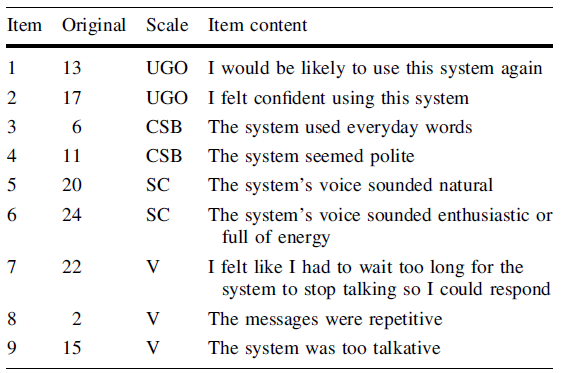 Item Original Scale Item content
1 13 UGO I would be likely to use this system again
2 17 UGO I felt confident using this system
3 6 CSB The system used everyday words
4 11 CSB The system seemed polite
5 20 SC The system's voice sounded natural
6 24 SC The system's voice sounded enthusiastic or
full of energy
7 22 V I felt like I had to wait too long for the
system to stop talking so I could respond
8 2 V The messages were repetitive
9 15 V The system was too talkative